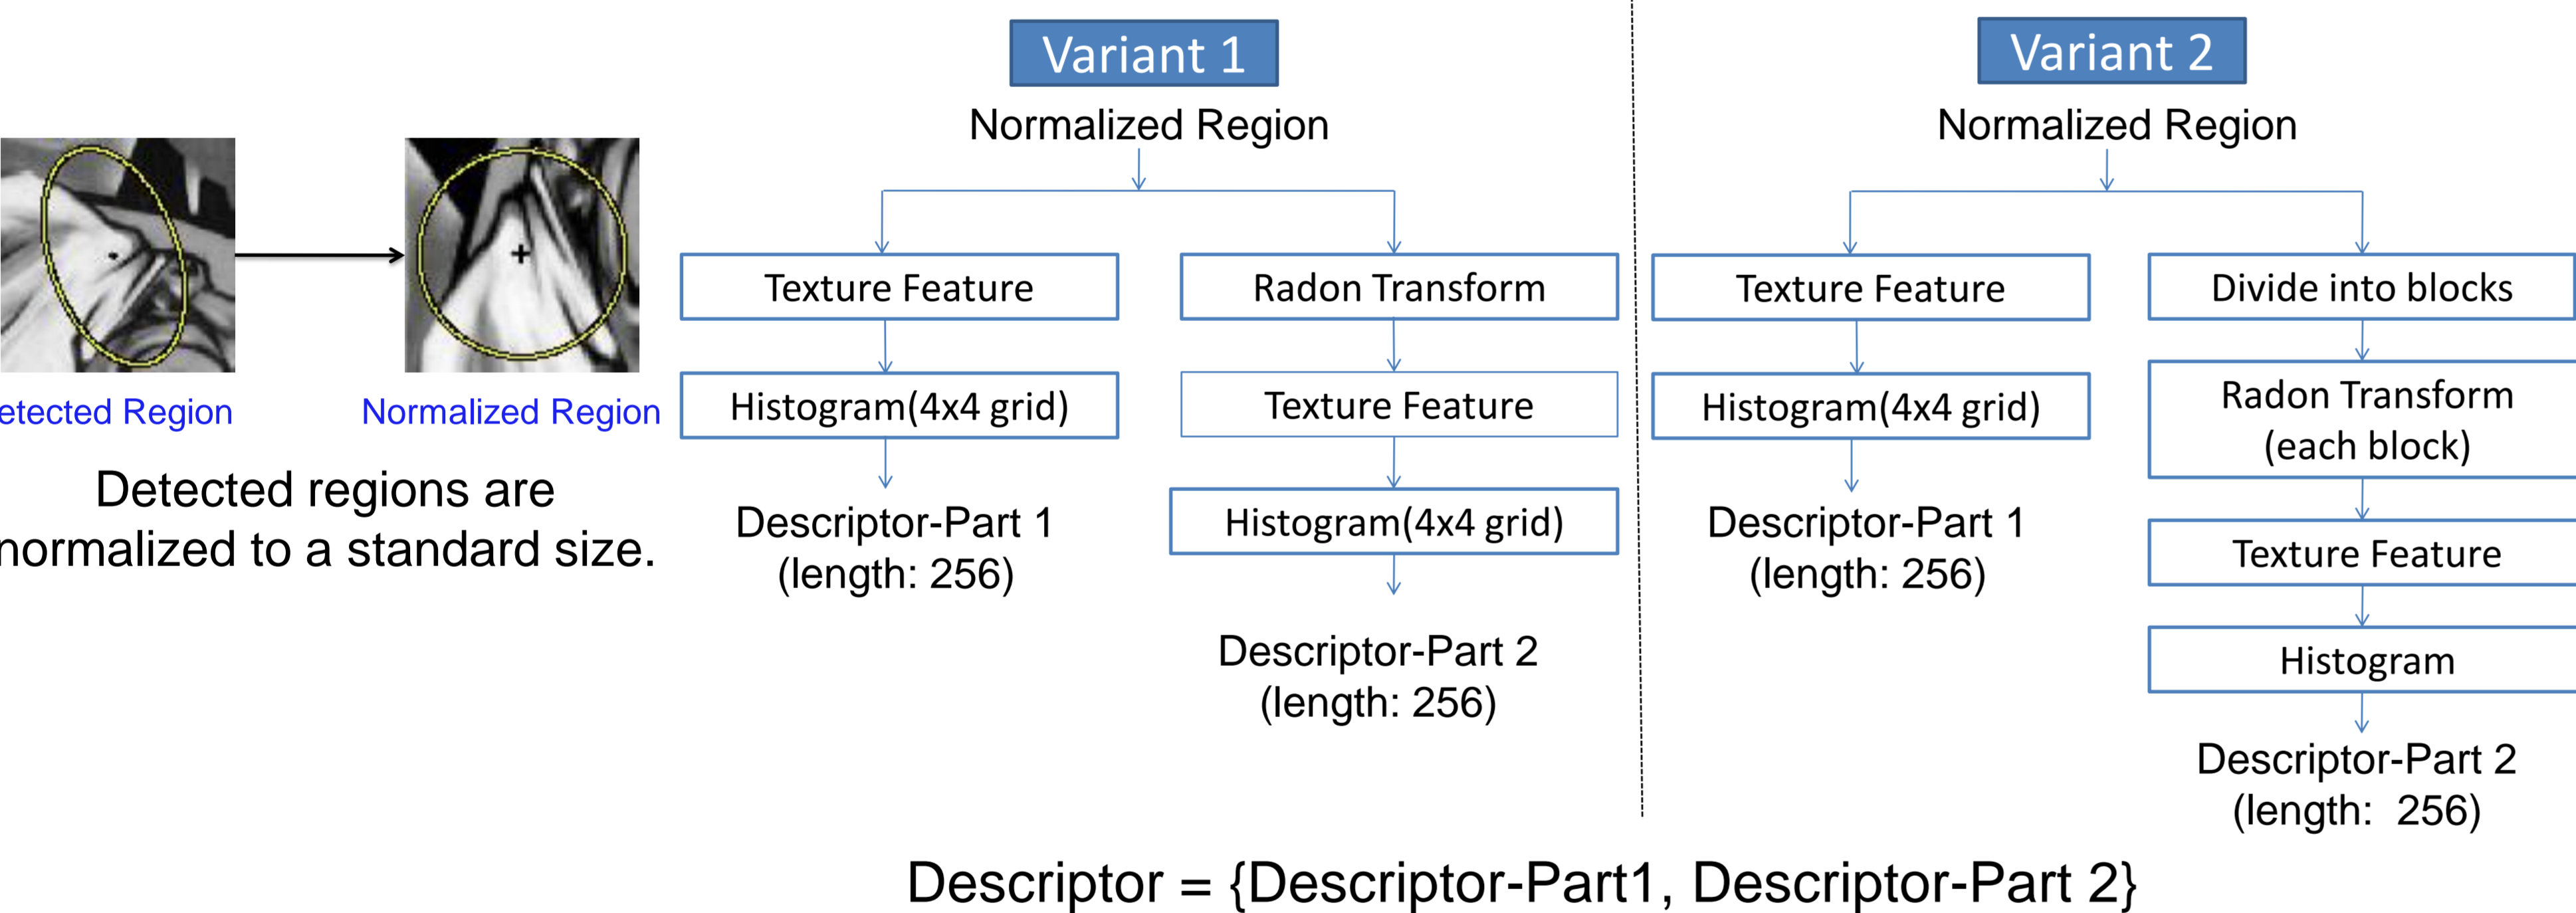 etected Region
Normalized Region
Detected regions are
normalized to a standard size.
Variant 1
Normalized Region
Texture Feature
Histogram(4x4 grid)
Descriptor-Part 1
(length: 256)
Radon Transform
Texture Feature
Histogram(4x4 grid)
Descriptor-Part 2
(length: 256)
Variant 2
Normalized Region
Texture Feature
Histogram(4x4 grid)
Descriptor-Part 1
(length: 256)
Divide into blocks
Radon Transform
(each block)
Texture Feature
Histogram
Descriptor-Part 2
(length: 256)
Descriptor = {Descriptor-Part1, Descriptor-Part 2}